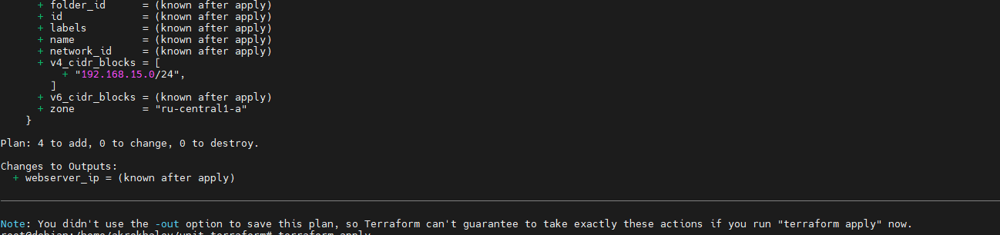 + folder_id      = (known after apply)
+ id             = (known after apply)
+ labels         = (known after apply)
+ name           = (known after apply)
+ network_id     = (known after apply)
+ v4_cidr_blocks = [
+ "192.168.15.0/24",
]
+ v6_cidr_blocks = (known after apply)
+ zone           = "ru-central1-a"
}
Plan: 4 to add, 0 to change, 0 to destroy.
Changes to Outputs:
+ webserver_ip = (known after apply)
Note: You didn't use the -out option to save this plan, so Terraform can't guarantee to take exactly these actions if you run "terraform apply" now.
terraform apply